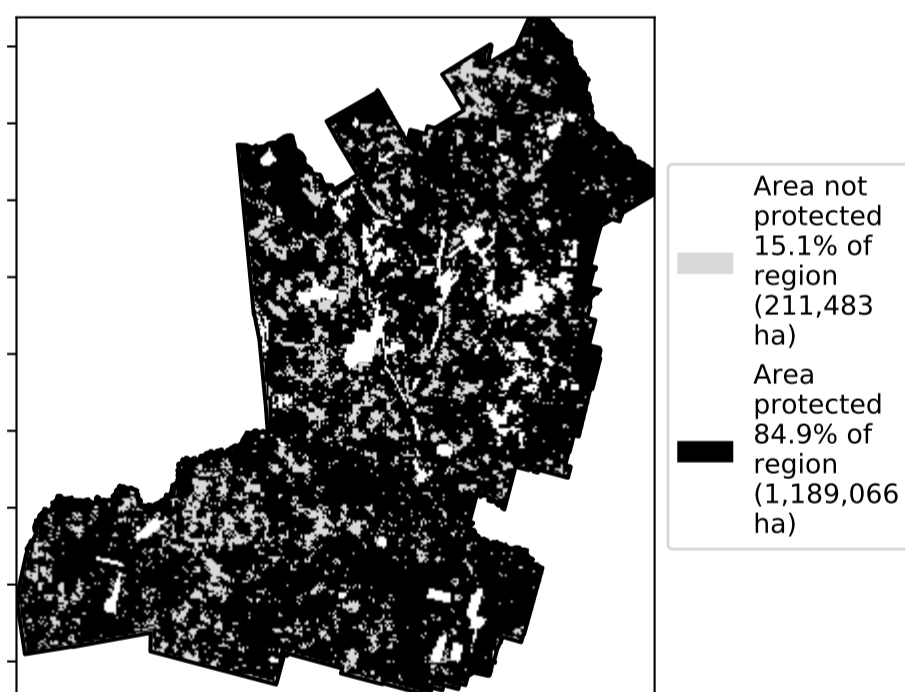 Area not
protected
15.1% of
region
(211,483
ha)
Area
protected
84.9% of
region
(1,189,066
ha)